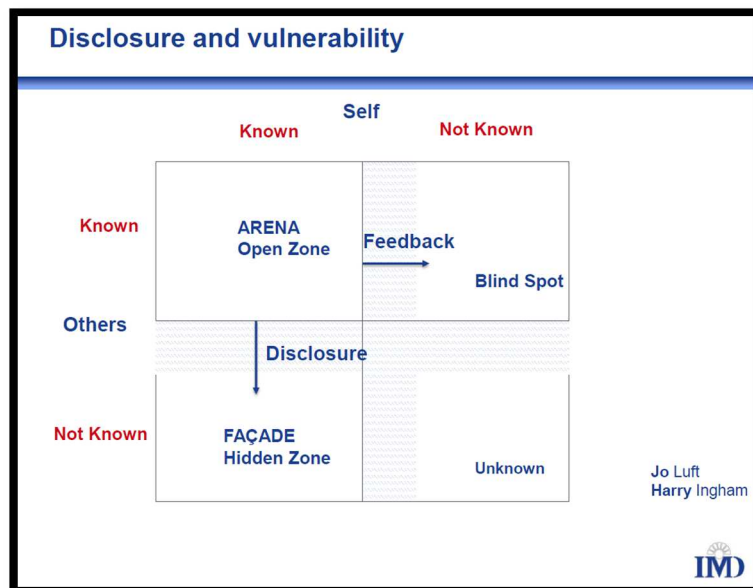 Disclosure and vulnerability
Self
Known
Not Known
Known
ARENA
Open Zone
Feedback
Blind Spot
Others
Disclosure
Not Known
FAÇADE
Hidden Zone
Unknown
Jo Luft
Harry Ingham
IMD